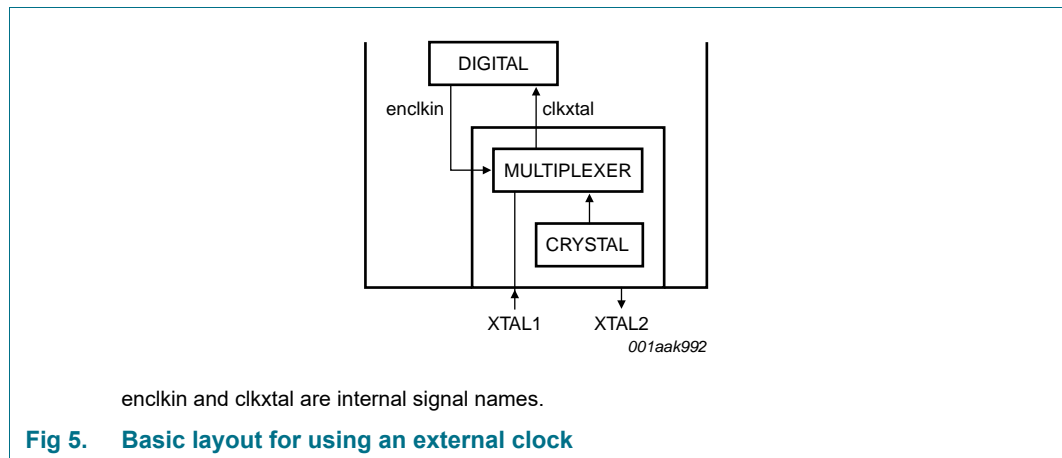 DIGITAL
enclkin
clkxtal
MULTIPLEXER
CRYSTAL
XTAL1
XTAL2
001aak992
enclkin and clkxtal are internal signal names.
Fig 5. Basic layout for using an external clock